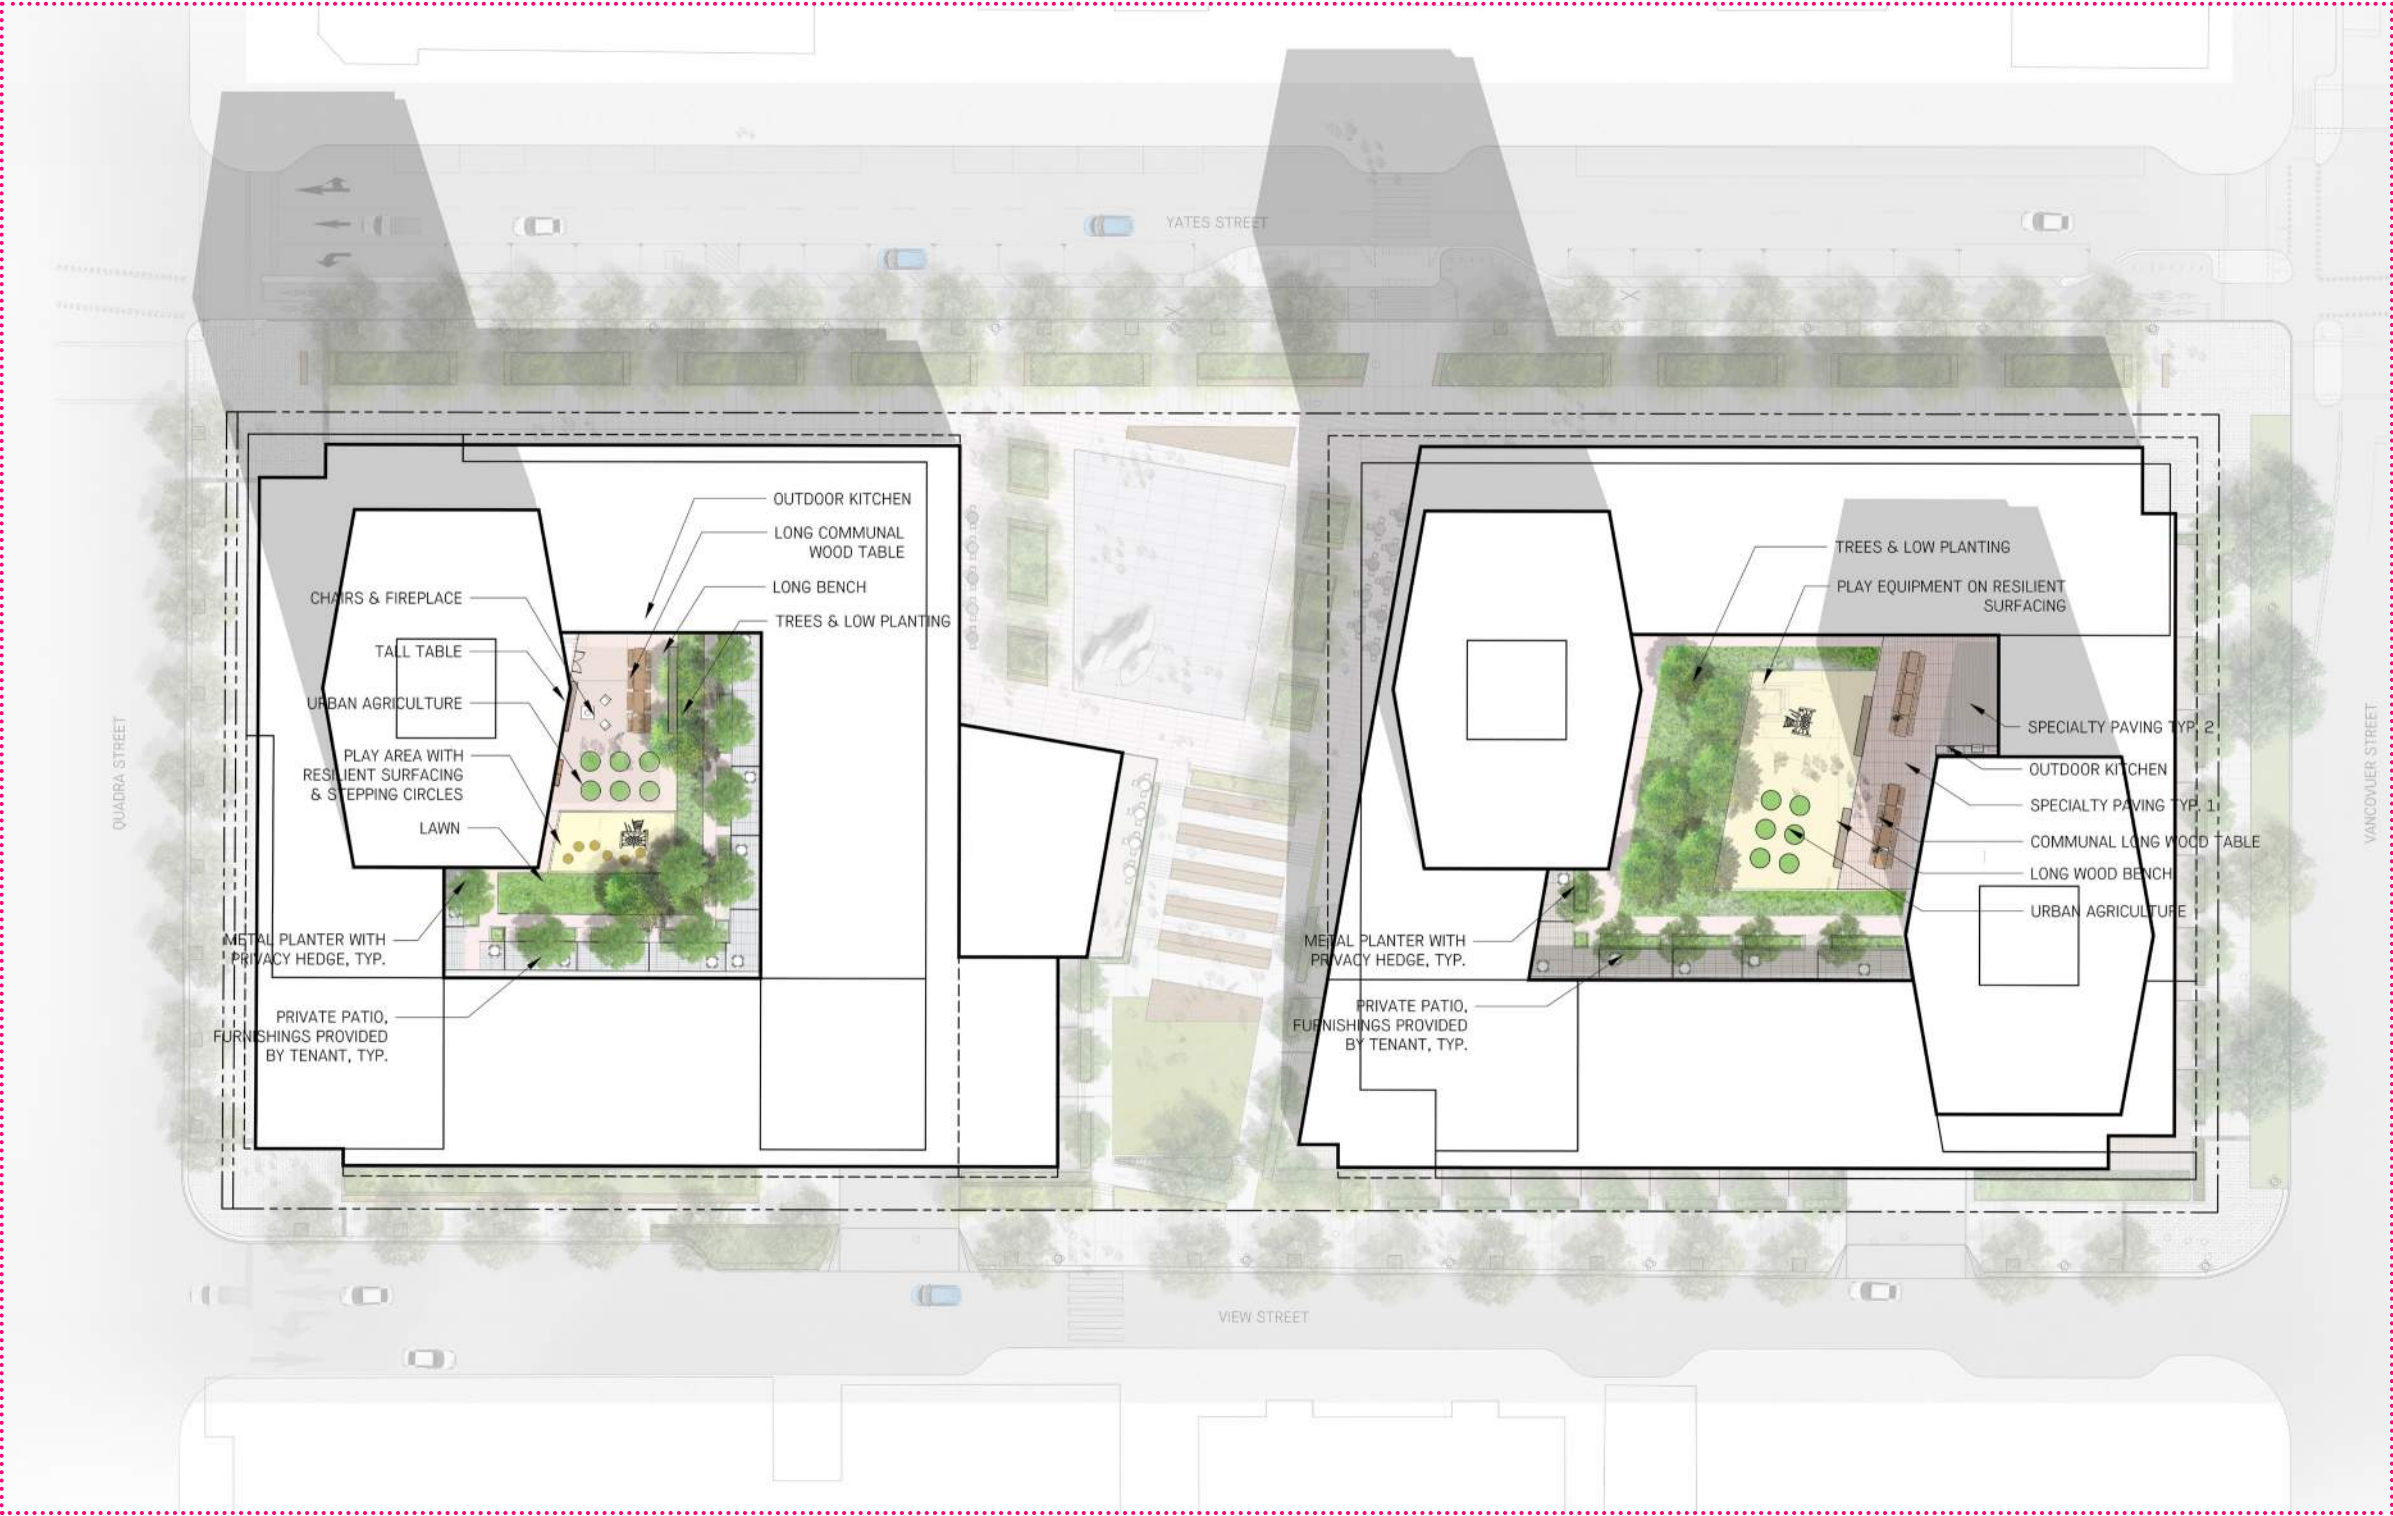 YATES STREET
QUADRA STREET
OUTDOOR KITCHEN
LONG COMMUNAL
WOOD TABLE
LONG BENCH
TREES & LOW PLANTING
CHAIRS & FIREPLACE
TALL TABLE
URBAN AGRICULTURE
PLAY AREA WITH
RESILIENT SURFACING
& STEPPING CIRCLES
LAWN
METAL PLANTER WITH
PRIVACY HEDGE, TYP.
PRIVATE PATIO,
FURNISHINGS PROVIDED
BY TENANT, TYP.
TREES & LOW PLANTING
PLAY EQUIPMENT ON RESILIENT
SURFACING
SPECIALTY PAVING TYP. 2
OUTDOOR KITCHEN
SPECIALTY PAVING TYP. 1
COMMUNAL LONG WOOD TABLE
LONG WOOD BENCH
URBAN AGRICULTURE
METAL PLANTER WITH
PRIVACY HEDGE, TYP.
PRIVATE PATIO,
FURNISHINGS PROVIDED
BY TENANT, TYP.
VANCOVUER STREET
VIEW STREET